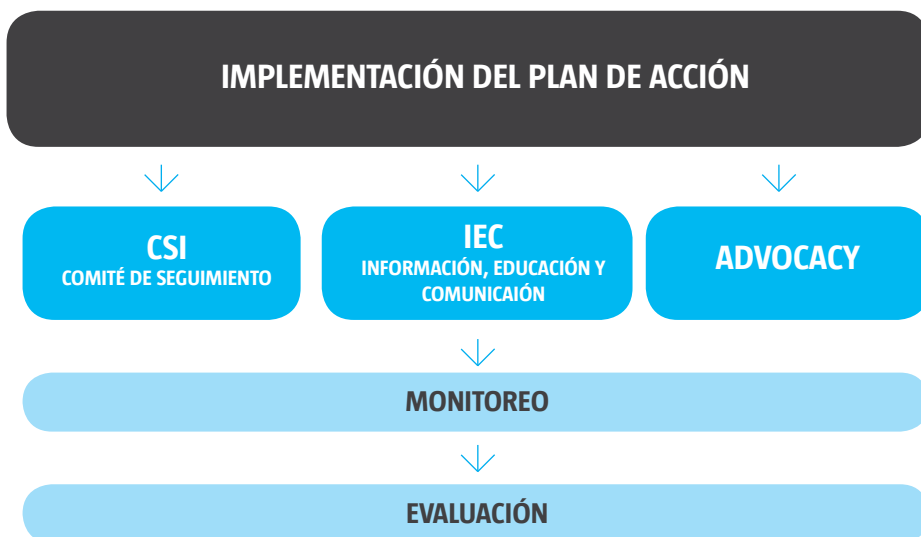 IMPLEMENTACIÓN DEL PLAN DE ACCIÓN
CSI
COMITÉ DE SEGUIMIENTO
IEC
INFORMACIÓN, EDUCACIÓN Y
COMUNICAIÓN
ADVOCACY
MONITOREO
EVALUACIÓN